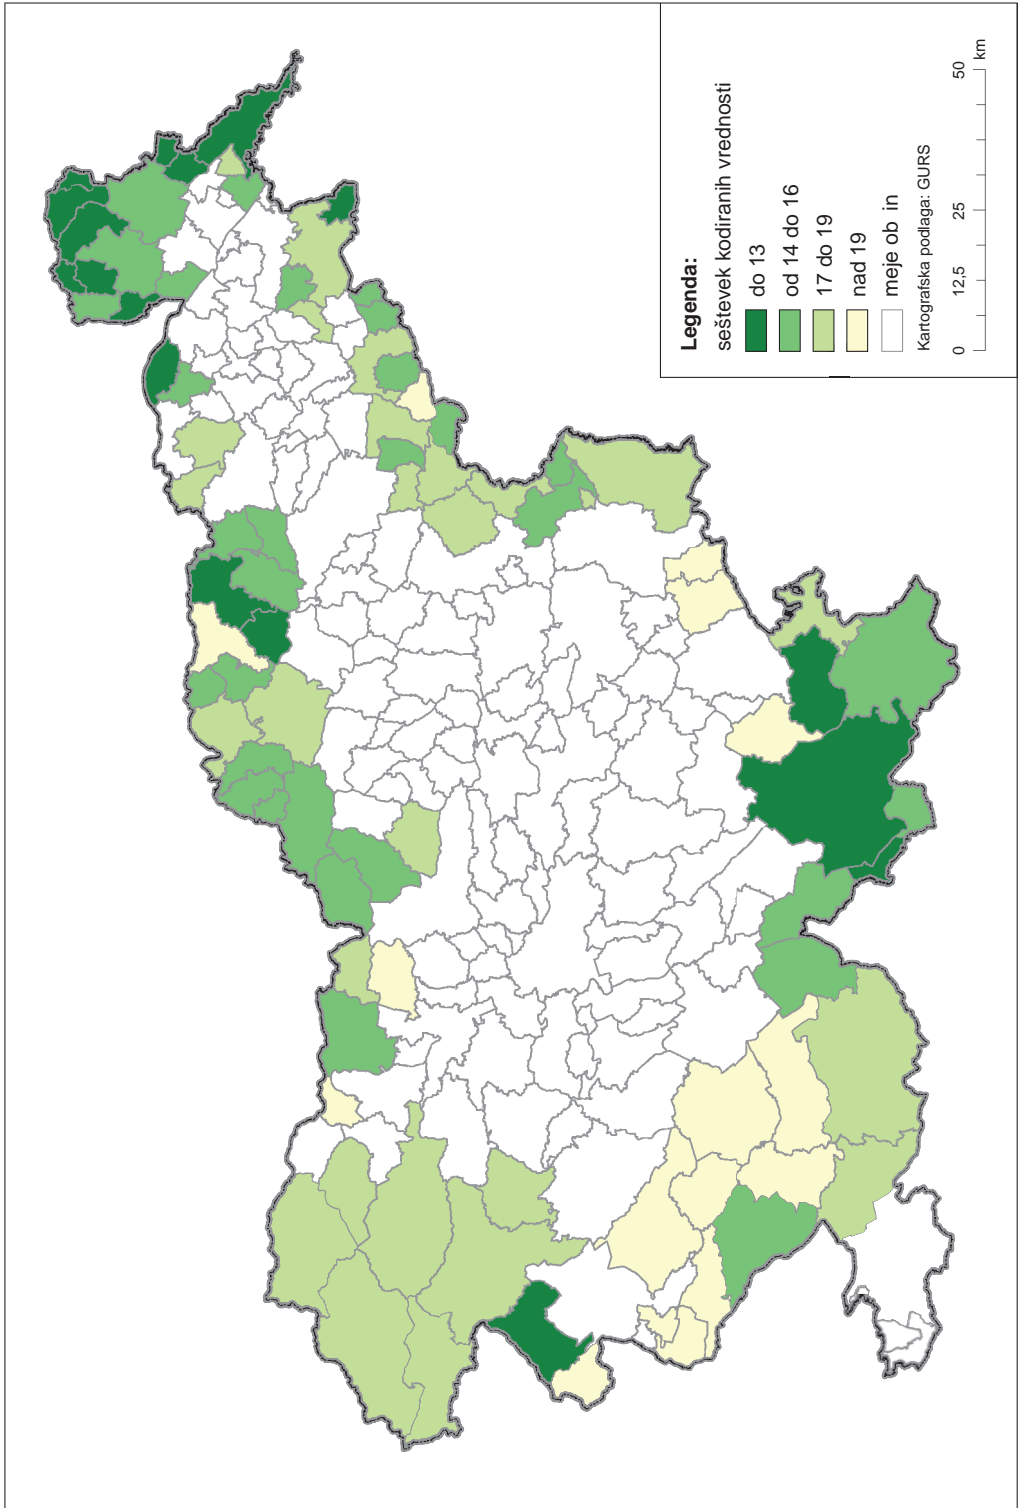 Legenda:
seštevek kodiranih vrednosti
do 13
od 14 do 16
17 do 19
nad 19
meje ob in
Kartografska podlaga: GURS
0 12,5 25 50
km